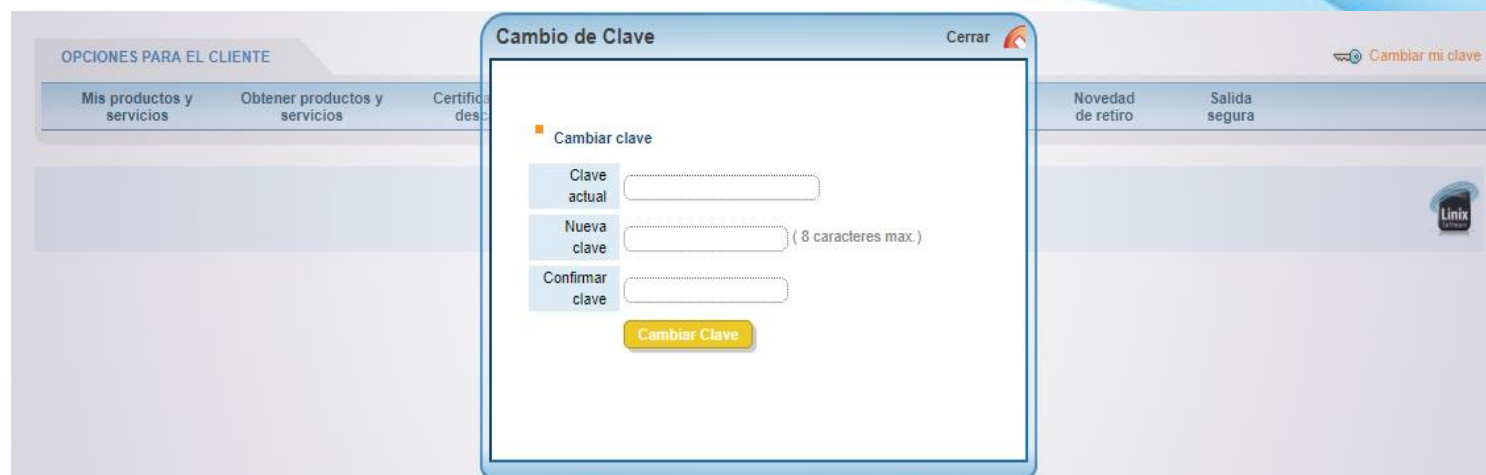 Cambio de Clave
Cerrar
OPCIONES PARA EL CLIENTE
Cambiar mi clave
Mis productos y
servicios
Obtener productos y
servicios
Novedad
de retiro
Salida
segura
Cambiar clave
Clave
actual
Nueva
clave
( 8 caracteres max.)
Confirmar
clave
Cambiar Clave
Linix